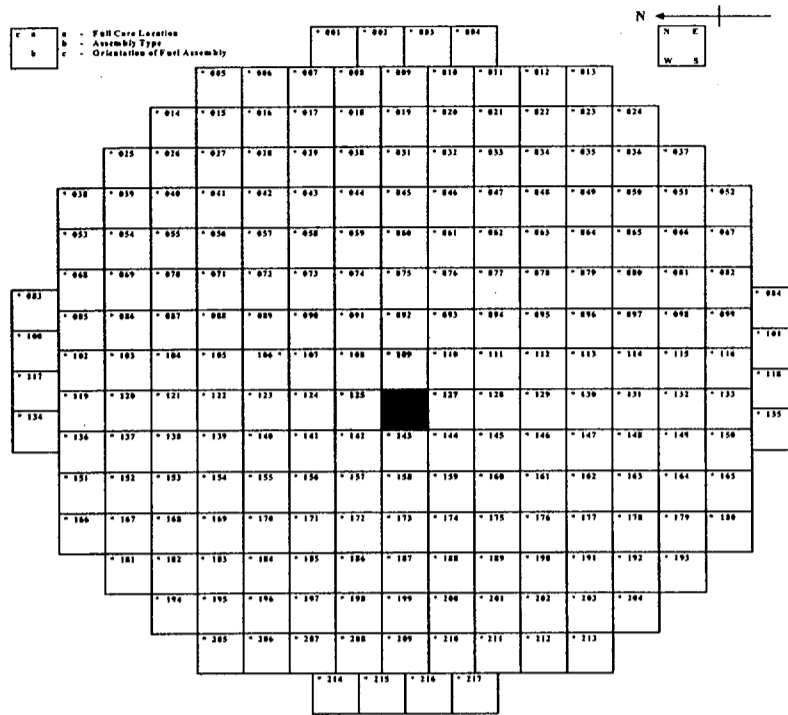 c a a - Full Core Location
b - Assembly Type
b c - Orientation of Fuel Assembly
N
N E
W S
* 001 * 002 * 003 * 004
* 005 * 006 * 007 * 008 * 009 * 010 * 011 * 012 * 013
* 014 * 015 * 016 * 017 * 018 * 019 * 020 * 021 * 022 * 023 * 024
* 025 * 026 * 027 * 028 * 029 * 030 * 031 * 032 * 033 * 034 * 035 * 036 * 037
* 038 * 039 * 040 * 041 * 042 * 043 * 044 * 045 * 046 * 047 * 048 * 049 * 050 * 051 * 052
* 053 * 054 * 055 * 056 * 057 * 058 * 059 * 060 * 061 * 062 * 063 * 064 * 065 * 066 * 067
* 068 * 069 * 070 * 071 * 072 * 073 * 074 * 075 * 076 * 077 * 078 * 079 * 080 * 081 * 082
* 083 * 084
* 085 * 086 * 087 * 088 * 089 * 090 * 091 * 092 * 093 * 094 * 095 * 096 * 097 * 098 * 099
* 100 * 101
* 102 * 103 * 104 * 105 106 * * 107 * 108 * 109 * 110 * 111 * 112 * 113 * 114 * 115 * 116
* 117 * 118
* 119 * 120 * 121 * 122 * 123 * 124 * 125 * 127 * 128 * 129 * 130 * 131 * 132 * 133
* 134 * 135
* 136 * 137 * 138 * 139 * 140 * 141 * 142 * 143 * 144 * 145 * 146 * 147 * 148 * 149 * 150
* 151 * 152 * 153 * 154 * 155 * 156 * 157 * 158 * 159 * 160 * 161 * 162 * 163 * 164 * 165
* 166 * 167 * 168 * 169 * 170 * 171 * 172 * 173 * 174 * 175 * 176 * 177 * 178 * 179 * 180
* 181 * 182 * 183 * 184 * 185 * 186 * 187 * 188 * 189 * 190 * 191 * 192 * 193
* 194 * 195 * 196 * 197 * 198 * 199 * 200 * 201 * 202 * 203 * 204
* 205 * 206 * 207 * 208 * 209 * 210 * 211 * 212 * 213
* 214 * 215 * 216 * 217